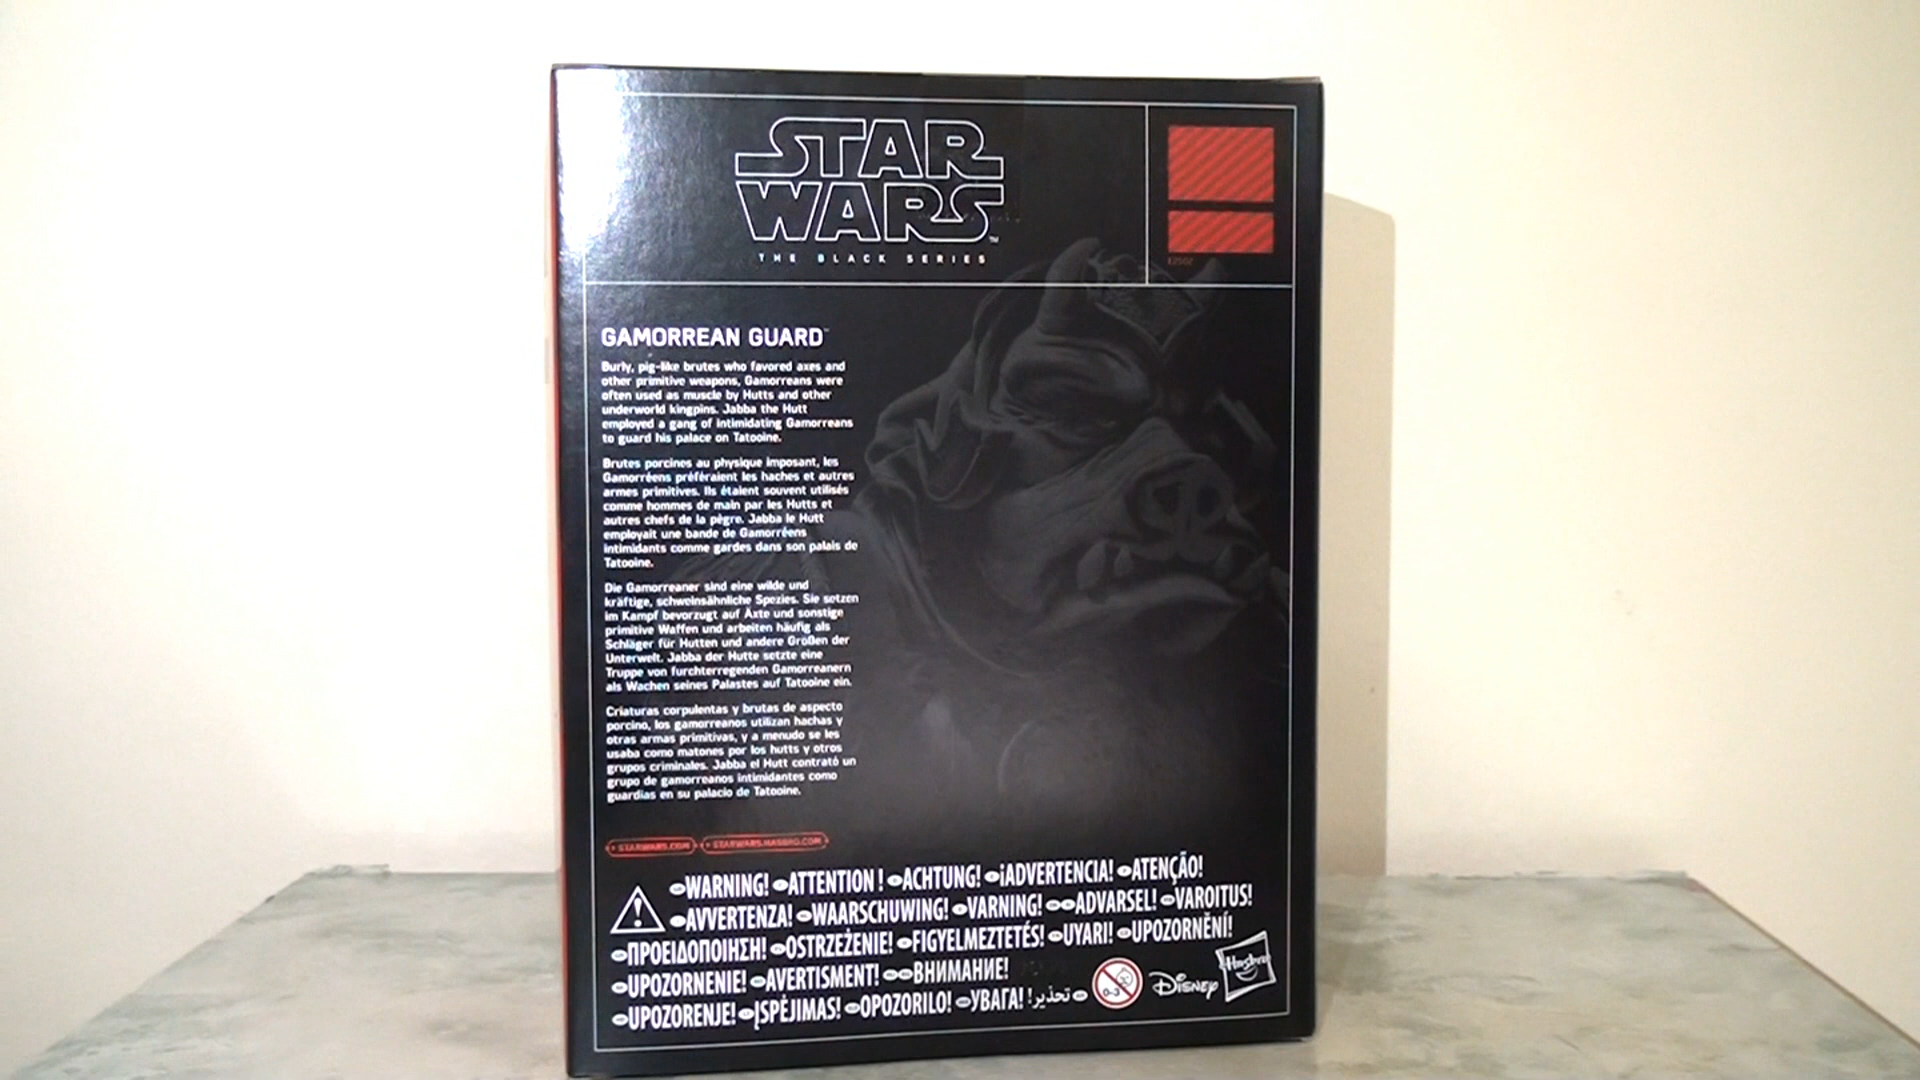 STAR
WARS
THE BLACK SERIES
E2502
GAMORREAN GUARD™
Burly, pig-like brutes who favored axes and
other primitive weapons, Gamorreans were
often used as muscle by Hutts and other
underworld kingpins. Jabba the Hutt
employed a gang of intimidating Gamorreans
to guard his palace on Tatooine.
Brutes porcines au physique imposant, les
Gamorréens préféraient les haches et autres
armes primitives. Ils étaient souvent utilisés
comme hommes de main par les Hutts et
autres chefs de la pègre. Jabba le Hutt
employait une bande de Gamorréens
intimidants comme gardes dans son palais de
Tatooine.
Die Gamorreaner sind eine wilde und
kräftige, schweinsähnliche Spezies. Sie setzen
im Kampf bevorzugt auf Äxte und sonstige
primitive Waffen und arbeiten häufig als
Schläger für Hutten und andere Größen der
Unterwelt. Jabba der Hutte setzte eine
Truppe von furchterregenden Gamorreanern
als Wachen seines Palastes auf Tatooine ein.
Criaturas corpulentas y brutas de aspecto
porcino, los gamorreanos utilizan hachas y
otras armas primitivas, y a menudo se les
usaba como matones por los hutts y otros
grupos criminales. Jabba el Hutt contrató un
grupo de gamorreanos intimidantes como
guardias en su palacio de Tatooine.
STARWARS.COM STARWARS.HASBRO.COM
WARNING! ATTENTION ! ACHTUNG! ¡ADVERTENCIA! ATENÇÃO!
AVVERTENZA! WAARSCHUWING! VARNING! ADVARSEL! VAROITUS!
ΠΡΟΕΙΔΟΠΟΙΗΣΗ! OSTRZEŻENIE! FIGYELMEZTETÉS! UYARI! UPOZORNĚNÍ!
UPOZORNENIE! AVERTISMENT! ВНИМАНИЕ!
UPOZORENJE! ĮSPĖJIMAS! OPOZORILO! УВАГА! تحذير!
Disney
Hasbro